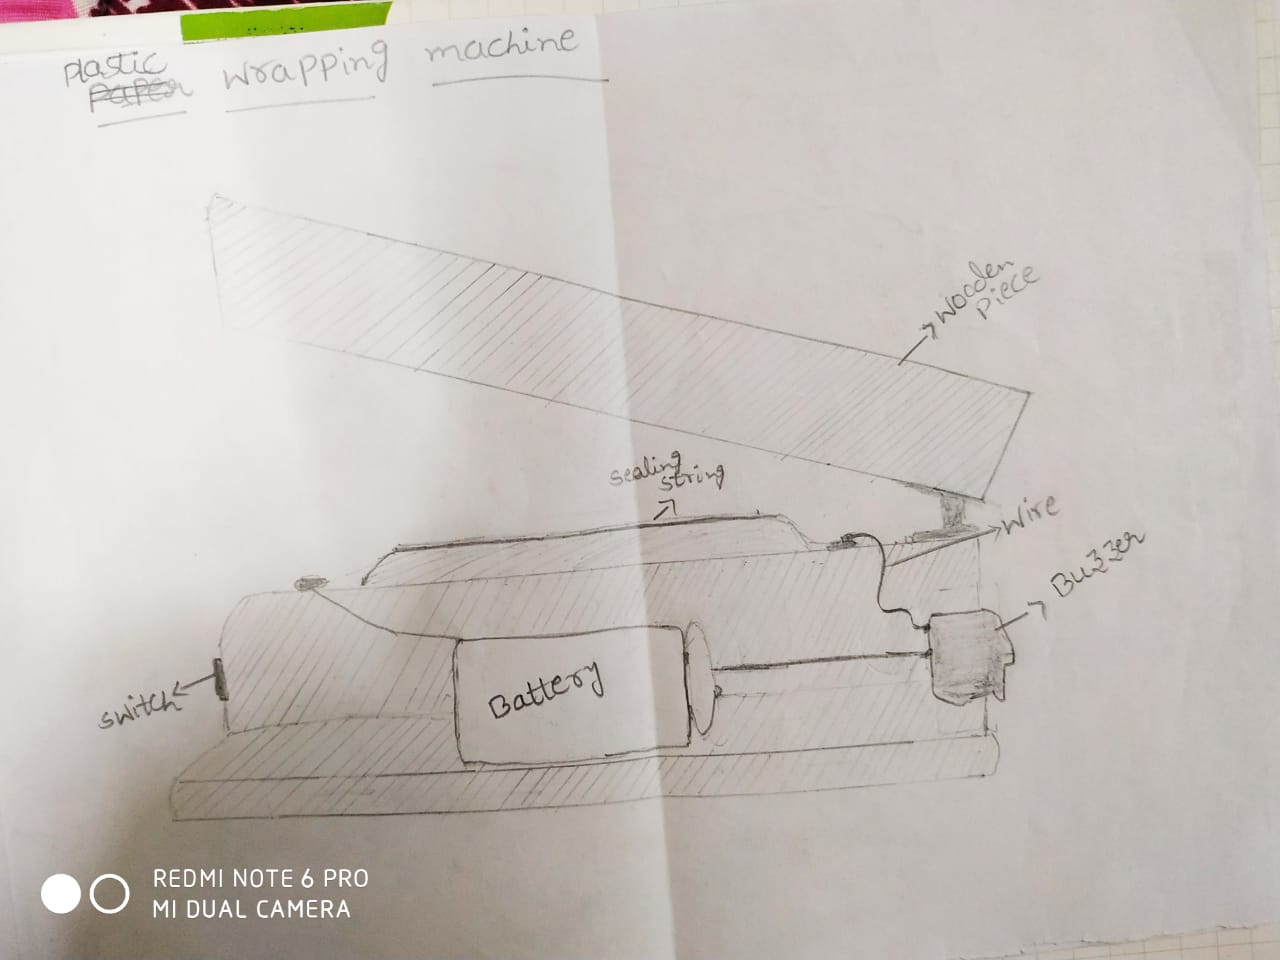 Plastic
Paper wrapping machine
wooden
piece
sealing
string
wire
Buzzer
Battery
switch
REDMI NOTE 6 PRO
MI DUAL CAMERA